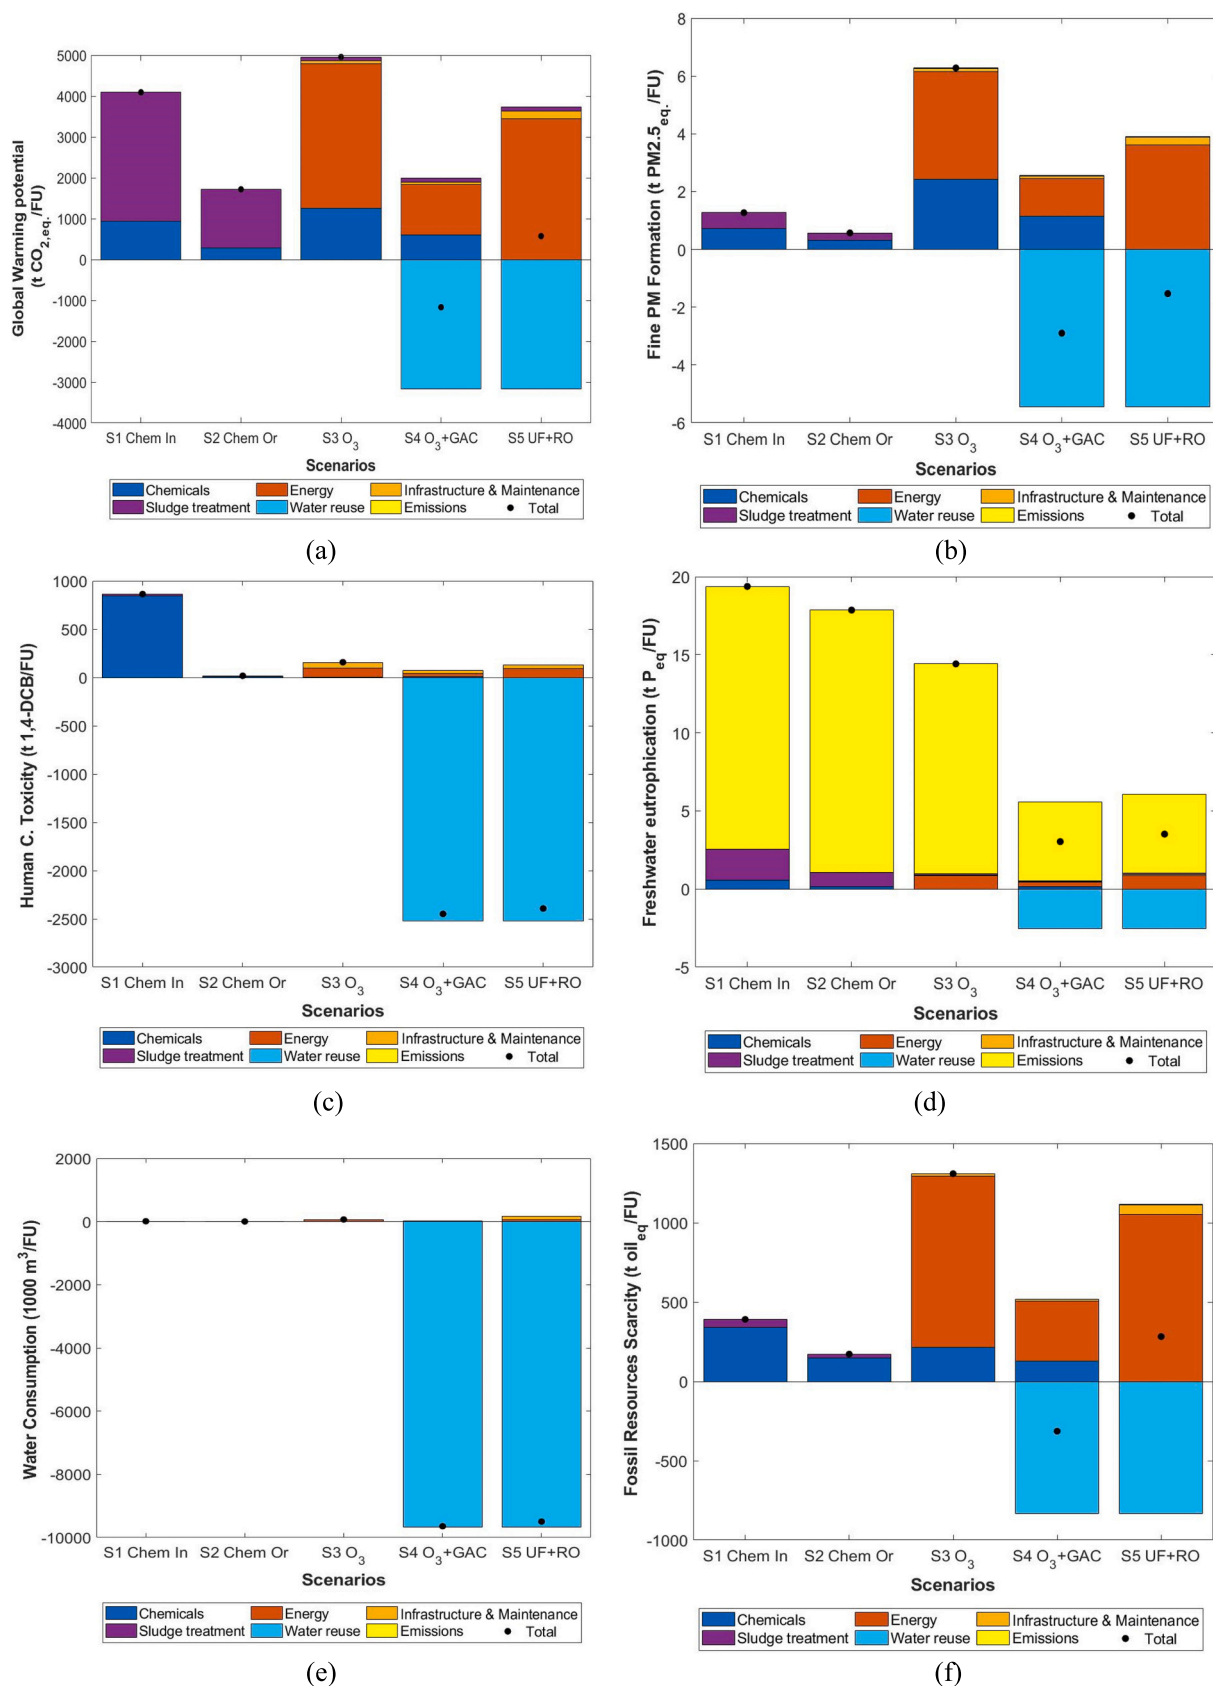 Global Warming potential
(t CO2,eq./FU)
5000
4000
3000
2000
1000
0
-1000
-2000
-3000
-4000
S1 Chem In S2 Chem Or S3 O3 S4 O3+GAC S5 UF+RO
Scenarios
Chemicals Energy Infrastructure & Maintenance
Sludge treatment Water reuse Emissions Total
(a)
Fine PM Formation (t PM2.5eq./FU)
8
6
4
2
0
-2
-4
-6
S1 Chem In S2 Chem Or S3 O3 S4 O3+GAC S5 UF+RO
Scenarios
Chemicals Energy Infrastructure & Maintenance
Sludge treatment Water reuse Emissions Total
(b)
Human C. Toxicity (t 1,4-DCB/FU)
1000
500
0
-500
-1000
-1500
-2000
-2500
-3000
S1 Chem In S2 Chem Or S3 O3 S4 O3+GAC S5 UF+RO
Scenarios
Chemicals Energy Infrastructure & Maintenance
Sludge treatment Water reuse Emissions Total
(c)
Freshwater eutrophication (t Peq/FU)
20
15
10
5
0
-5
S1 Chem In S2 Chem Or S3 O3 S4 O3+GAC S5 UF+RO
Scenarios
Chemicals Energy Infrastructure & Maintenance
Sludge treatment Water reuse Emissions Total
(d)
Water Consumption (1000 m3/FU)
2000
0
-2000
-4000
-6000
-8000
-10000
S1 Chem In S2 Chem Or S3 O3 S4 O3+GAC S5 UF+RO
Scenarios
Chemicals Energy Infrastructure & Maintenance
Sludge treatment Water reuse Emissions Total
(e)
Fossil Resources Scarcity (t oileq/FU)
1500
1000
500
0
-500
-1000
S1 Chem In S2 Chem Or S3 O3 S4 O3+GAC S5 UF+RO
Scenarios
Chemicals Energy Infrastructure & Maintenance
Sludge treatment Water reuse Emissions Total
(f)